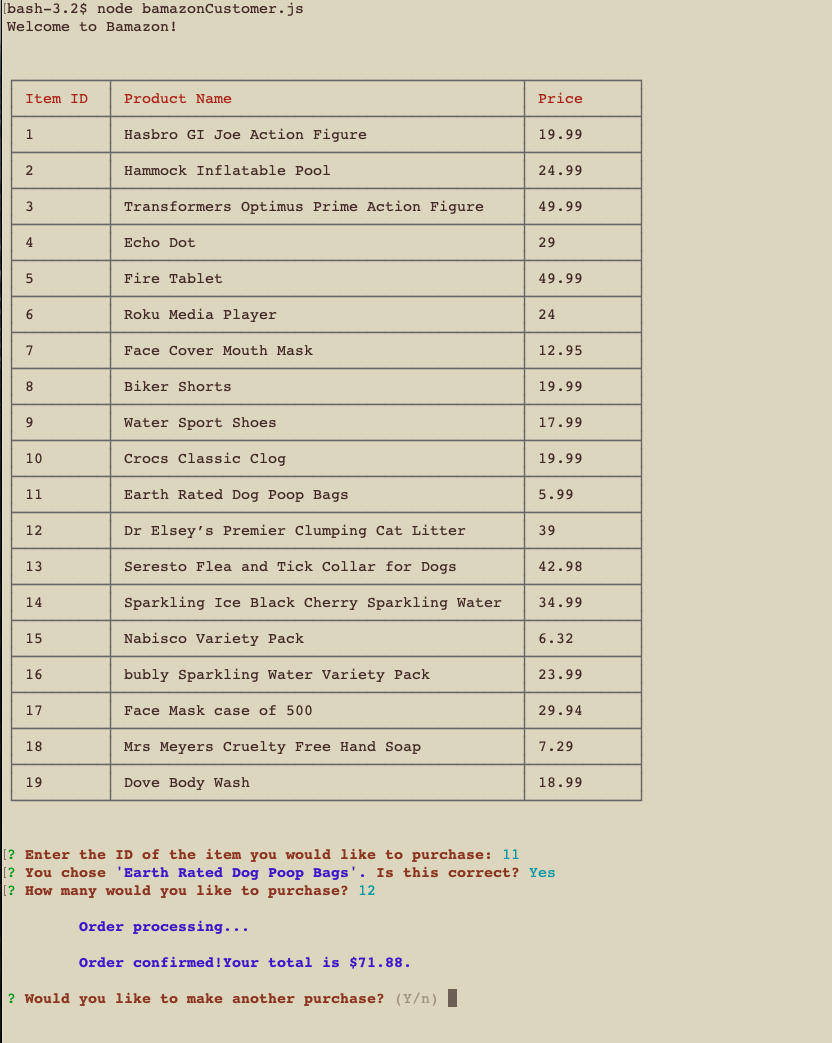 [bash-3.2$ node bamazonCustomer.js
Welcome to Bamazon!
Item ID Product Name Price
1 Hasbro GI Joe Action Figure 19.99
2 Hammock Inflatable Pool 24.99
3 Transformers Optimus Prime Action Figure 49.99
4 Echo Dot 29
5 Fire Tablet 49.99
6 Roku Media Player 24
7 Face Cover Mouth Mask 12.95
8 Biker Shorts 19.99
9 Water Sport Shoes 17.99
10 Crocs Classic Clog 19.99
11 Earth Rated Dog Poop Bags 5.99
12 Dr Elsey’s Premier Clumping Cat Litter 39
13 Seresto Flea and Tick Collar for Dogs 42.98
14 Sparkling Ice Black Cherry Sparkling Water 34.99
15 Nabisco Variety Pack 6.32
16 bubly Sparkling Water Variety Pack 23.99
17 Face Mask case of 500 29.94
18 Mrs Meyers Cruelty Free Hand Soap 7.29
19 Dove Body Wash 18.99
[? Enter the ID of the item you would like to purchase: 11
[? You chose 'Earth Rated Dog Poop Bags'. Is this correct? Yes
[? How many would you like to purchase? 12
Order processing...
Order confirmed!Your total is $71.88.
? Would you like to make another purchase? (Y/n)